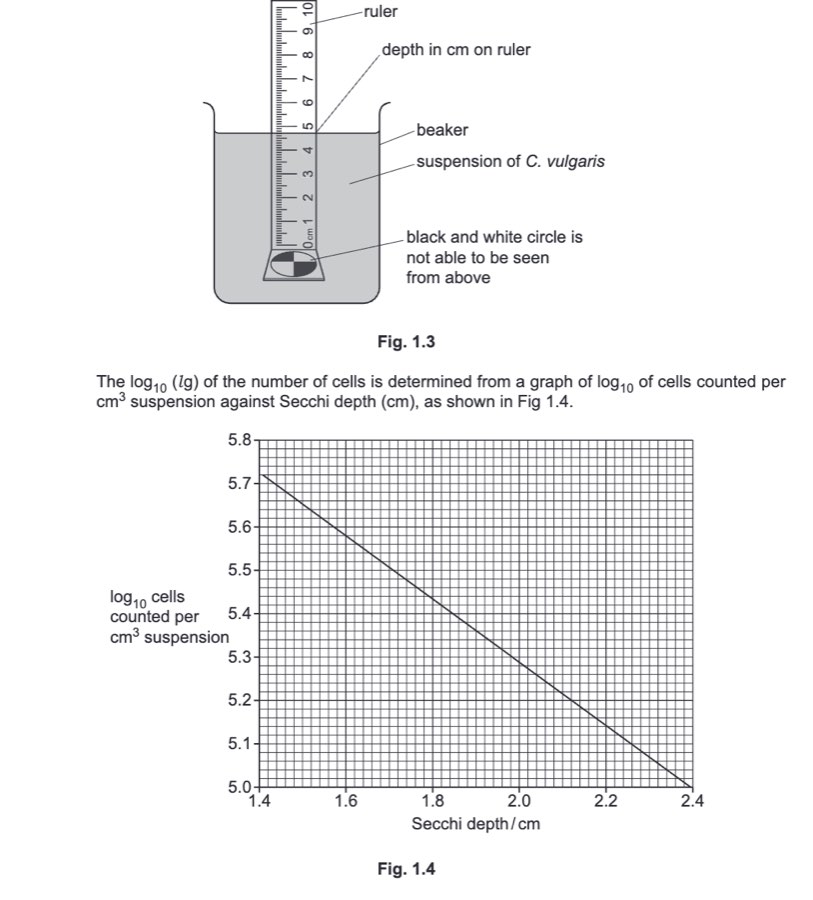 10
9
8
7
6
5
4
3
2
1
0cm
ruler
depth in cm on ruler
beaker
suspension of C. vulgaris
black and white circle is
not able to be seen
from above
Fig. 1.3
The log10 (lg) of the number of cells is determined from a graph of log10 of cells counted per
cm3 suspension against Secchi depth (cm), as shown in Fig 1.4.
5.8
5.7
5.6
5.5
5.4
5.3
5.2
5.1
5.0
log10 cells
counted per
cm3 suspension
1.4 1.6 1.8 2.0 2.2 2.4
Secchi depth/cm
Fig. 1.4